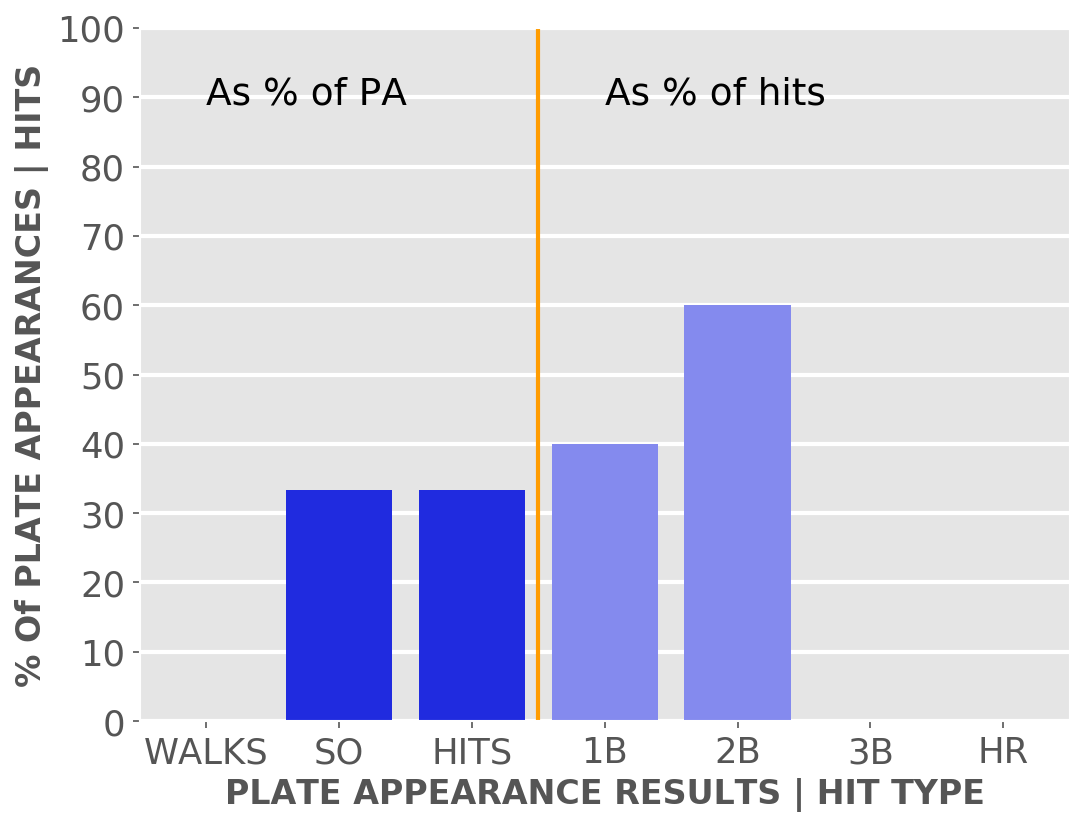 % Of PLATE APPEARANCES | HITS
100
90
80
70
60
50
40
30
20
10
0
As % of PA
As % of hits
WALKS SO HITS 1B 2B 3B HR
PLATE APPEARANCE RESULTS | HIT TYPE